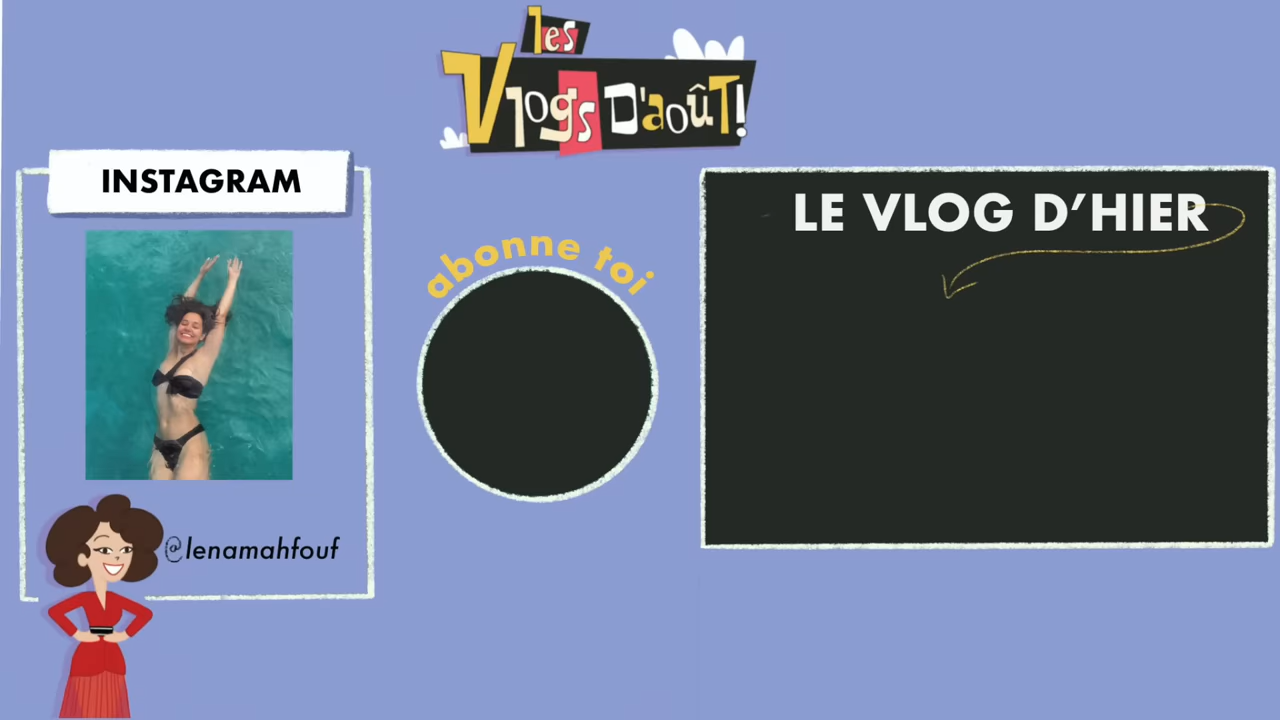 les
Vlogs D'août!
INSTAGRAM
LE VLOG D’HIER
abonne toi
@lenamahfouf